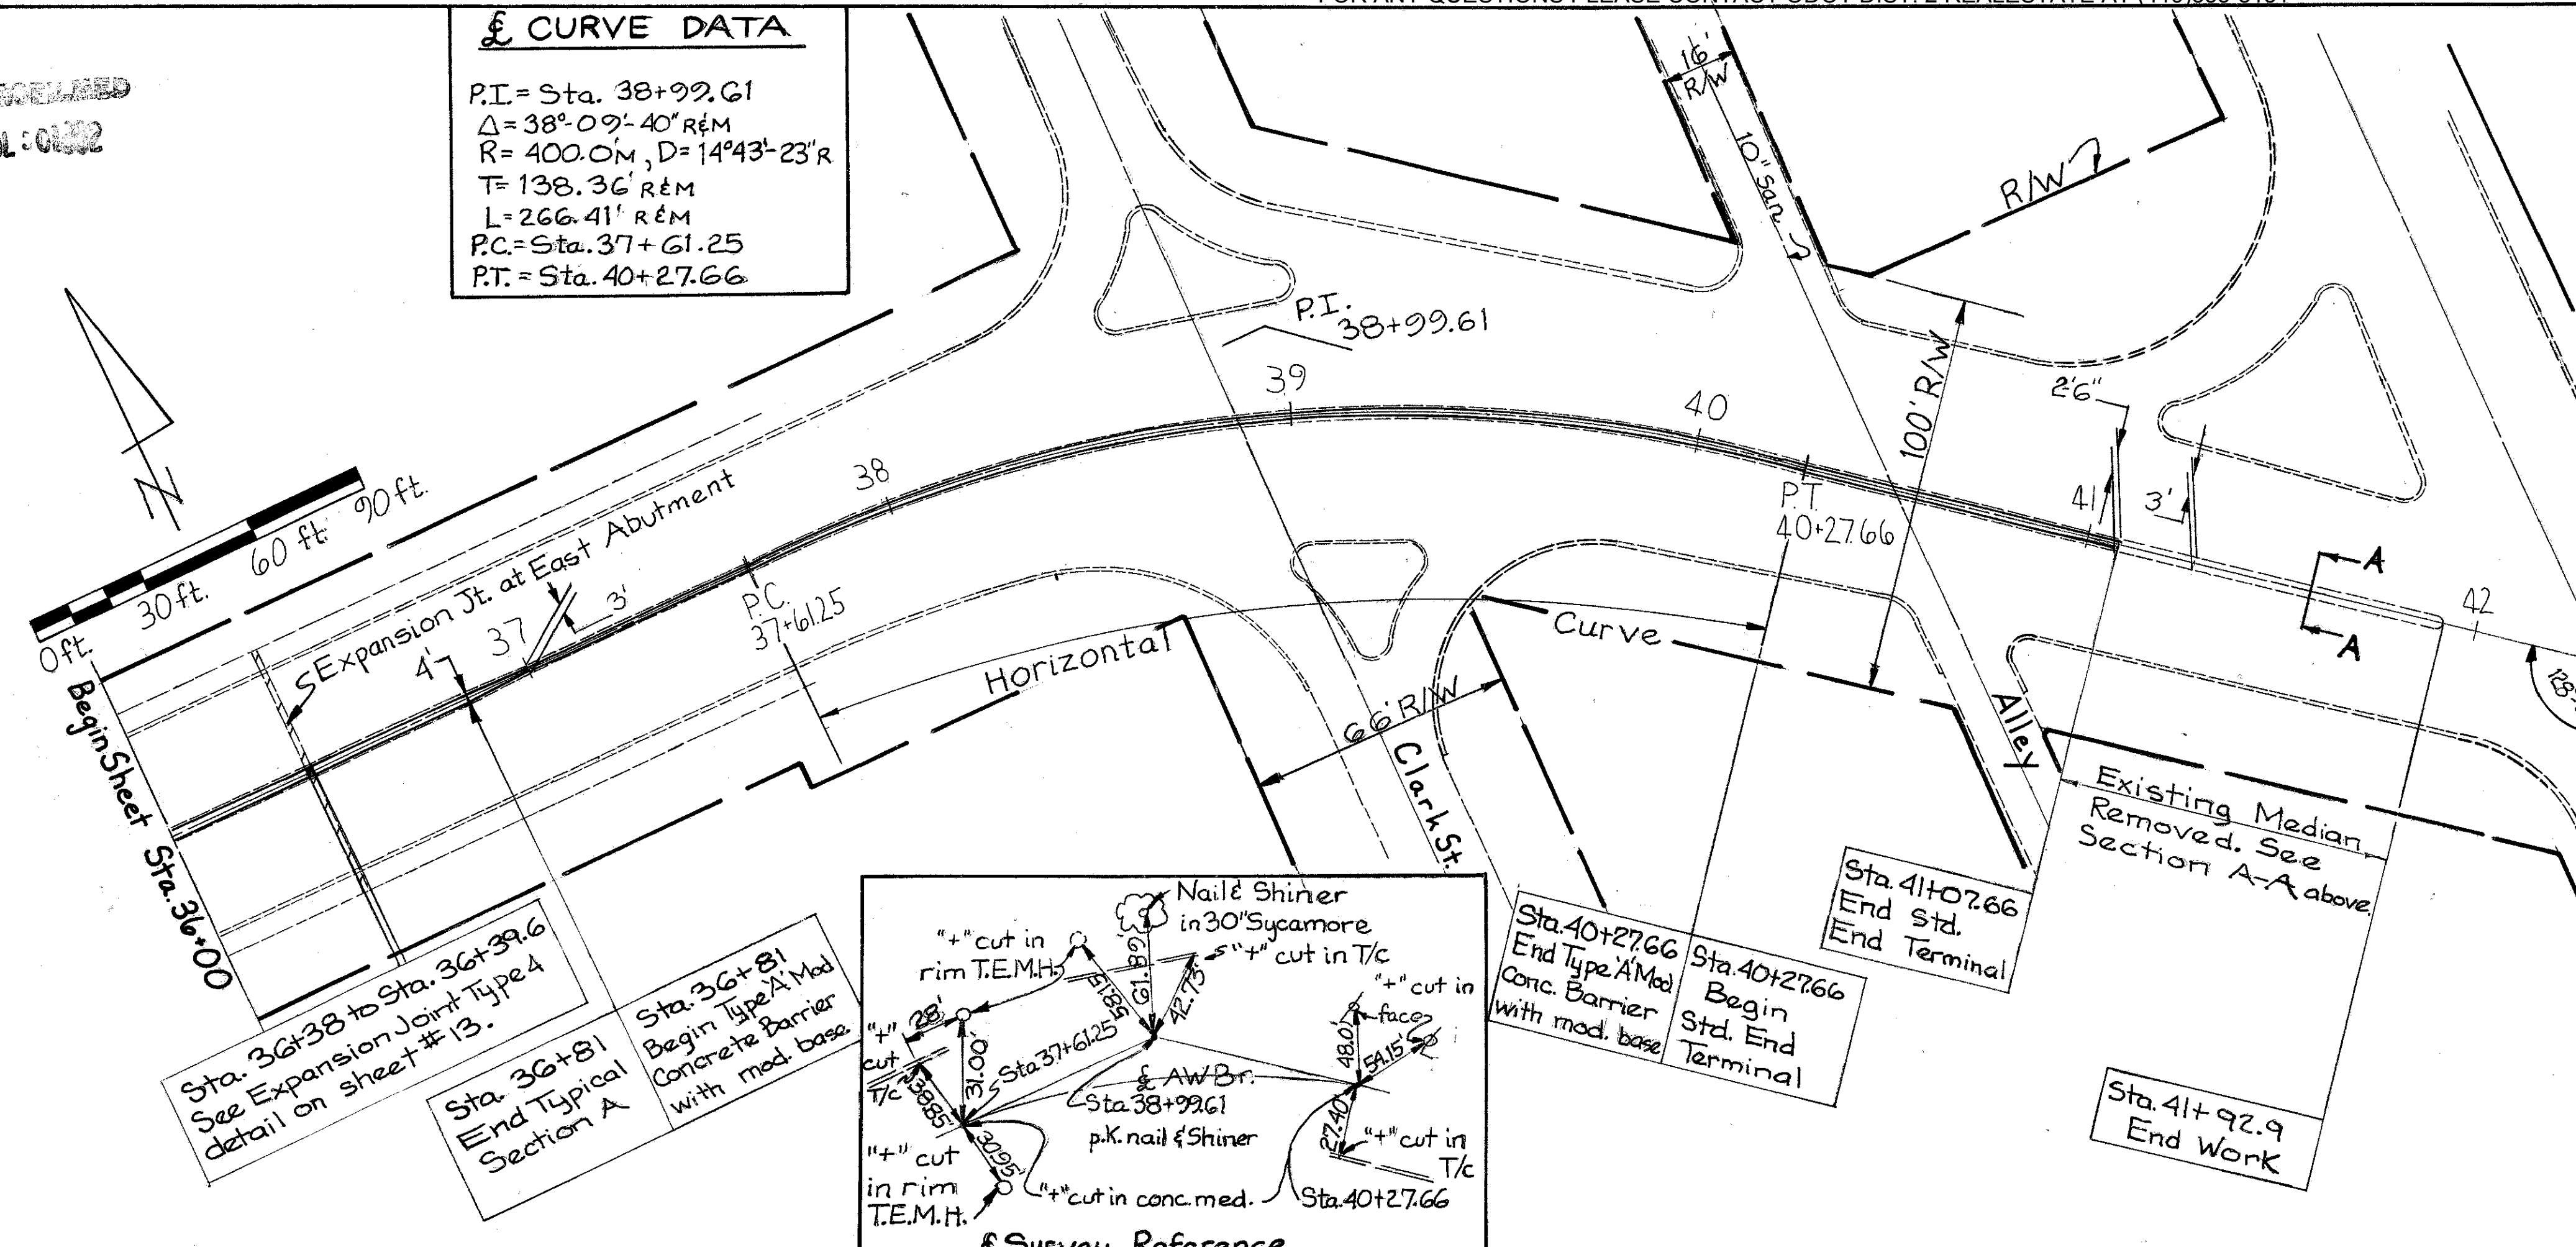 ℄ CURVE DATA
P.I.= Sta. 38+99.61
Δ= 38°-09'-40" R&M
R= 400.0'M, D= 14°43'-23"R
T= 138.36' R&M
L= 266.41' R&M
P.C.= Sta. 37+61.25
P.T. = Sta. 40+27.66
16'
R/W
10" San.
R/W
P.I.
38+99.61
39
40
38
37
100' R/W
2'6"
41
3'
P.T.
40+27.66
A
A
42
N
0ft.
30ft.
60 ft.
90 ft.
Expansion Jt. at East Abutment
3'
4'
P.C.
37+61.25
Horizontal
Curve
66' R/W
Clark St.
Alley
Begin Sheet Sta. 36+00
Existing Median
Removed. See
Section A-A above.
Sta. 36+38 to Sta. 36+39.6
See Expansion Joint Type 4
detail on sheet #13.
Sta. 36+81
End Typical
Section A
Sta. 36+81
Begin Type 'A' Mod
Concrete Barrier
with mod. base
Sta. 40+27.66
End Type 'A' Mod
Conc. Barrier
with mod. base
Sta. 40+27.66
Begin
Std. End
Terminal
Sta. 41+07.66
End Std.
End Terminal
Sta. 41+92.9
End Work
Nail & Shiner
in 30" Sycamore
"+" cut in
rim T.E.M.H.
"+" cut in T/c
61.89'
58.15'
42.73'
28'
"+"
cut
T/c
31.00'
38.85'
30.95'
Sta 37+61.25
℄ AW Br.
Sta 38+99.61
p.k. nail & Shiner
"+" cut in
face
48.0'
54.15'
27.40'
"+" cut in
T/c
"+" cut
in rim
T.E.M.H.
"+" cut in conc. med.
Sta. 40+27.66
℄ Survey Reference